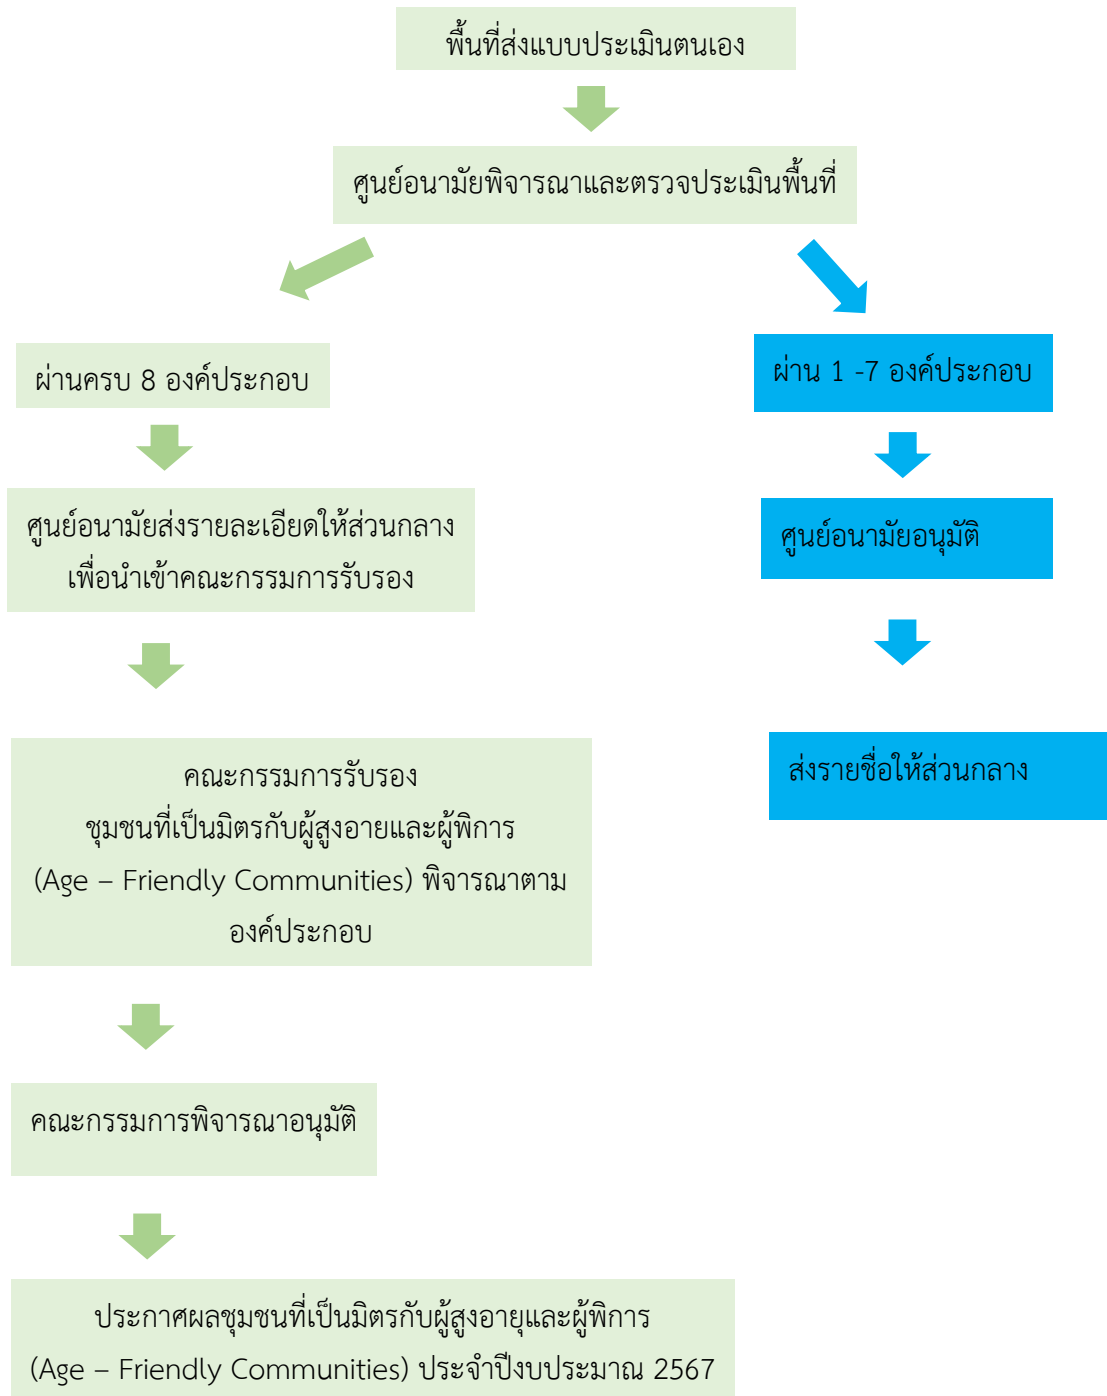 พื้นที่ส่งแบบประเมินตนเอง
ศูนย์อนามัยพิจารณาและตรวจประเมินพื้นที่
ผ่านครบ 8 องค์ประกอบ
ผ่าน 1 -7 องค์ประกอบ
ศูนย์อนามัยส่งรายละเอียดให้ส่วนกลาง
เพื่อนำเข้าคณะกรรมการรับรอง
ศูนย์อนามัยอนุมัติ
คณะกรรมการรับรอง
ชุมชนที่เป็นมิตรกับผู้สูงอายและผู้พิการ
(Age – Friendly Communities) พิจารณาตาม
องค์ประกอบ
ส่งรายชื่อให้ส่วนกลาง
คณะกรรมการพิจารณาอนุมัติ
ประกาศผลชุมชนที่เป็นมิตรกับผู้สูงอายุและผู้พิการ
(Age – Friendly Communities) ประจำปีงบประมาณ 2567